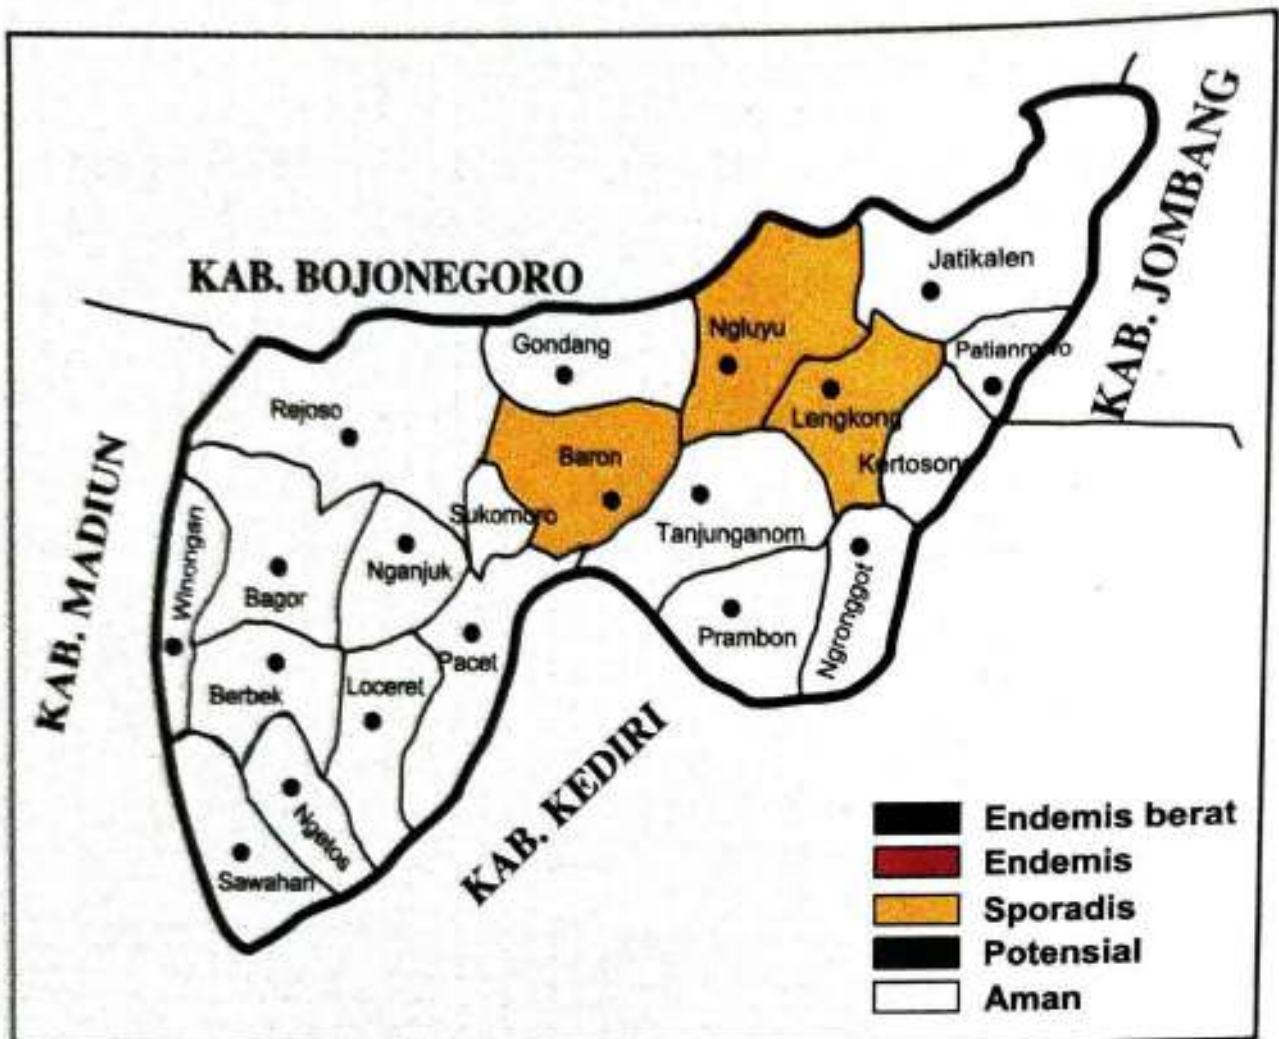 KAB. BOJONEGORO
KAB. JOMBANG
KAB. MADIUN
KAB. KEDIRI
Jatikalen
Ngluyu
Gondang
Patianrowo
Rejoso
Lengkong
Baron
Kertosono
Sukomoro
Tanjunganom
Winongan
Nganjuk
Bagor
Ngronggot
Prambon
Pacet
Berbek
Loceret
Ngetos
Sawahan
Endemis berat
Endemis
Sporadis
Potensial
Aman